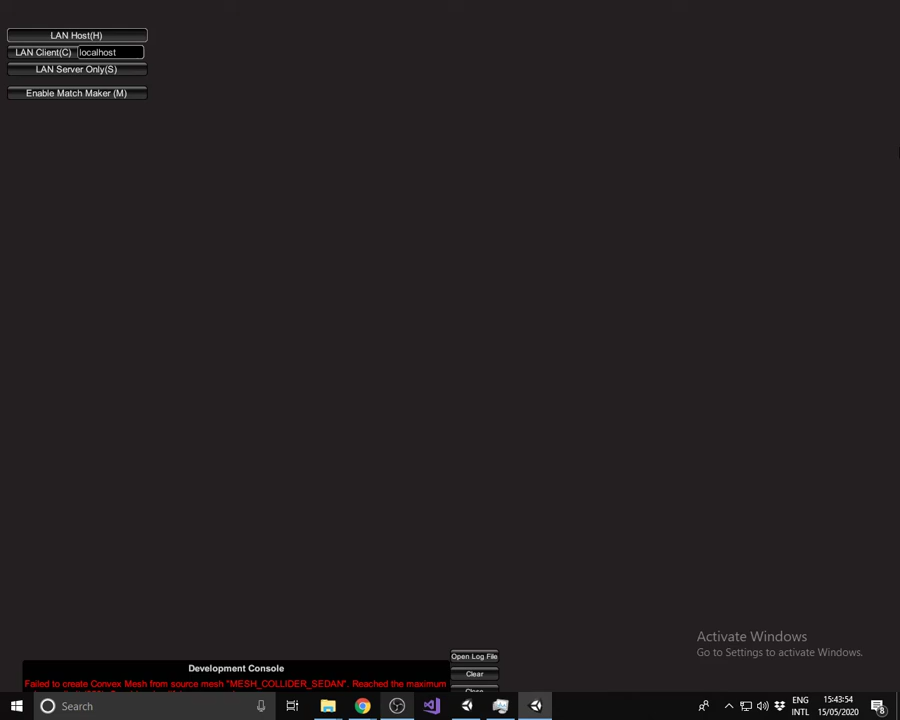 LAN Host(H)
LAN Client(C) localhost
LAN Server Only(S)
Enable Match Maker (M)
Activate Windows
Go to Settings to activate Windows.
Open Log File
Development Console
Clear
Failed to create Convex Mesh from source mesh "MESH_COLLIDER_SEDAN". Reached the maximum
Close
Search
ENG
INTL
15:43:54
15/05/2020
8